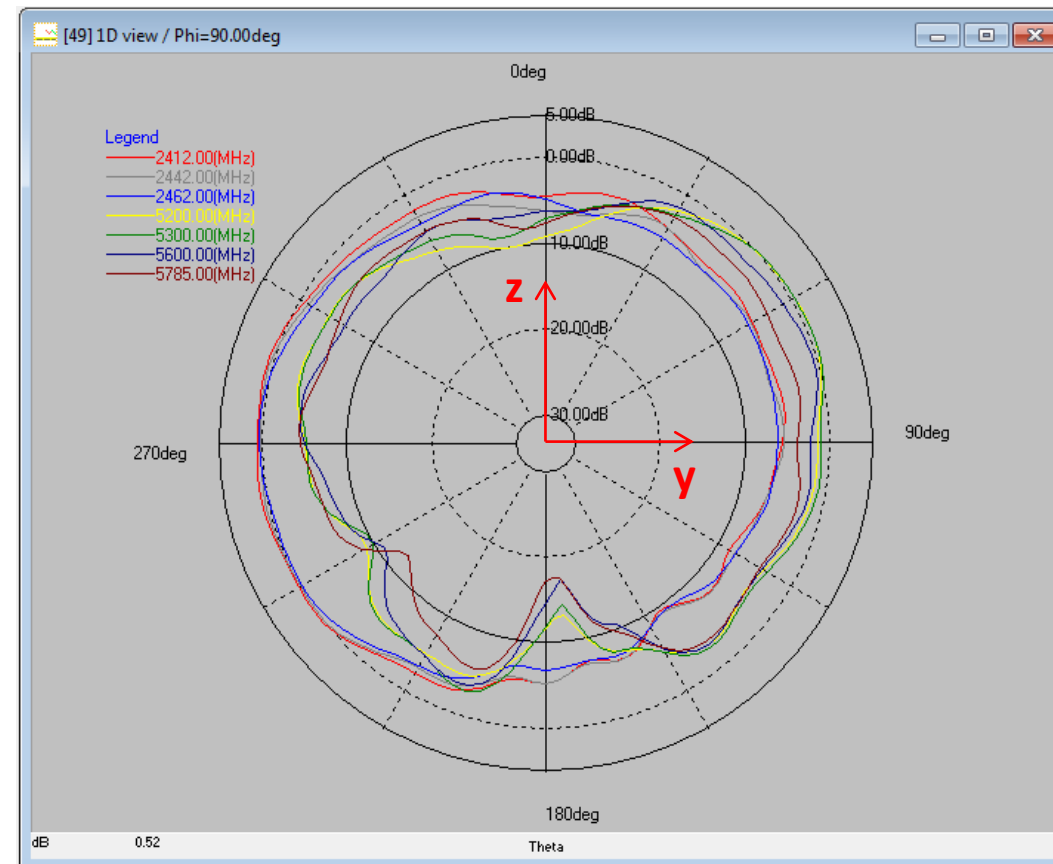 [49] 1D view / Phi=90.00deg
0deg
5.00dB
Legend
2412.00(MHz)
0.00dB
2442.00(MHz)
2462.00(MHz)
5200.00(MHz)
5300.00(MHz)
-10.00dB
5600.00(MHz)
5785.00(MHz)
z
-20.00dB
-30.00dB
90deg
270deg
y
180deg
dB
0.52
Theta